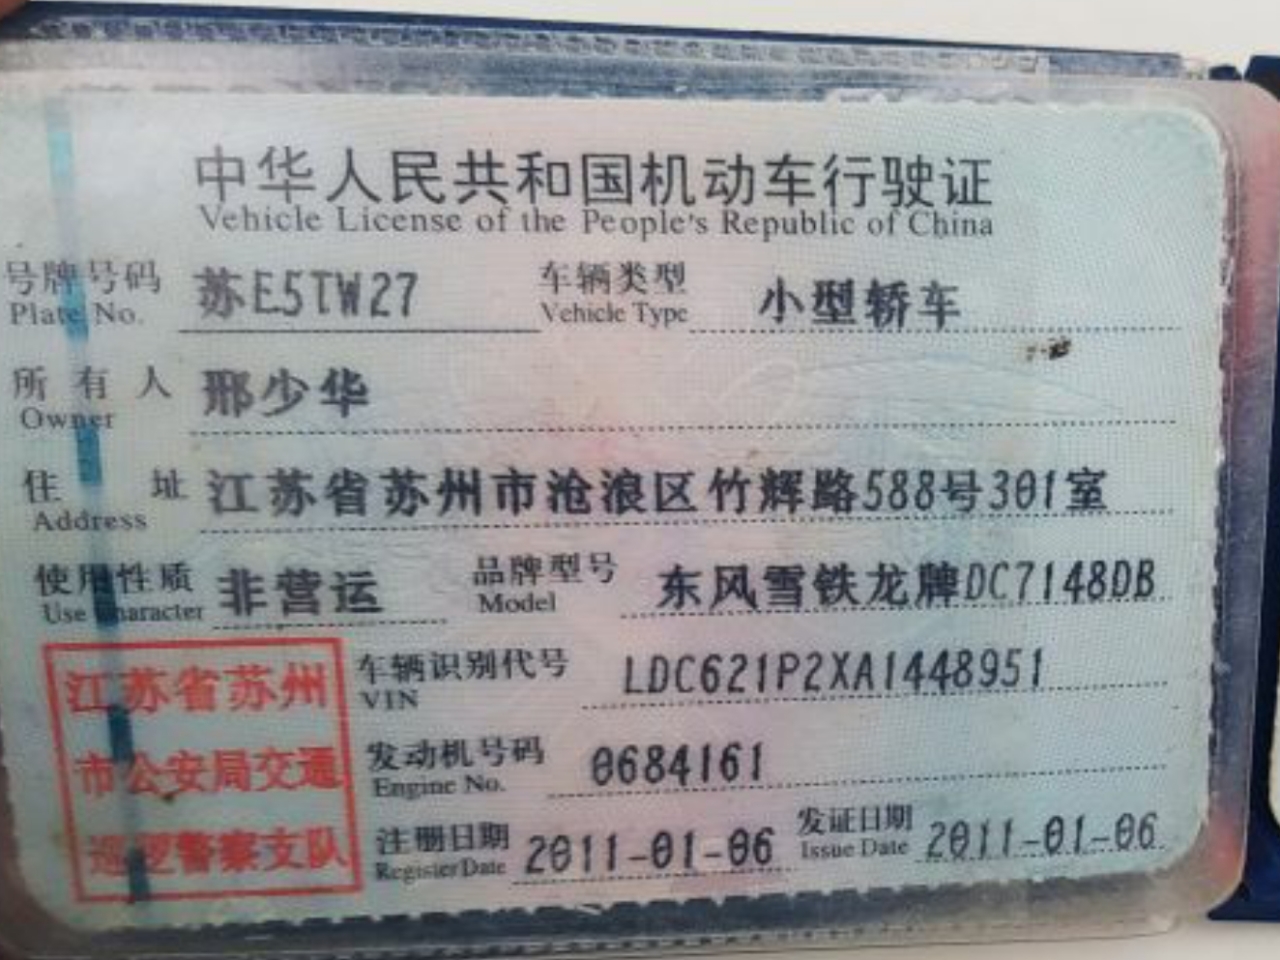 中华人民共和国机动车行驶证
Vehicle License of the People's Republic of China
号牌号码 苏E5TW27 车辆类型 小型轿车
Plate No. Vehicle Type
所有人 邢少华
Owner
住址 江苏省苏州市沧浪区竹辉路588号301室
Address
使用性质 非营运 品牌型号 东风雪铁龙牌DC7148DB
Use Character Model
车辆识别代号 LDC621P2XA1448951
VIN
发动机号码 0684161
Engine No.
注册日期 2011-01-06 发证日期 2011-01-06
Register Date Issue Date
江苏省苏州
市公安局交通
巡逻警察支队